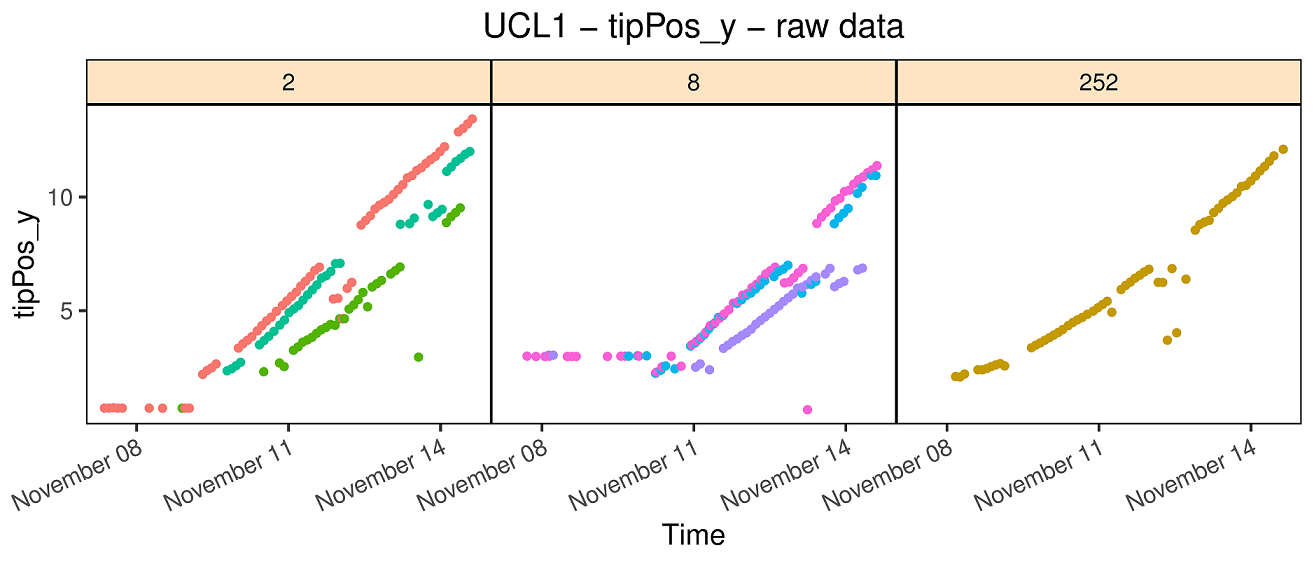 UCL1 – tipPos_y – raw data
2 8 252
tipPos_y
10
5
November 08 November 11 November 14 November 08 November 11 November 14 November 08 November 11 November 14
Time